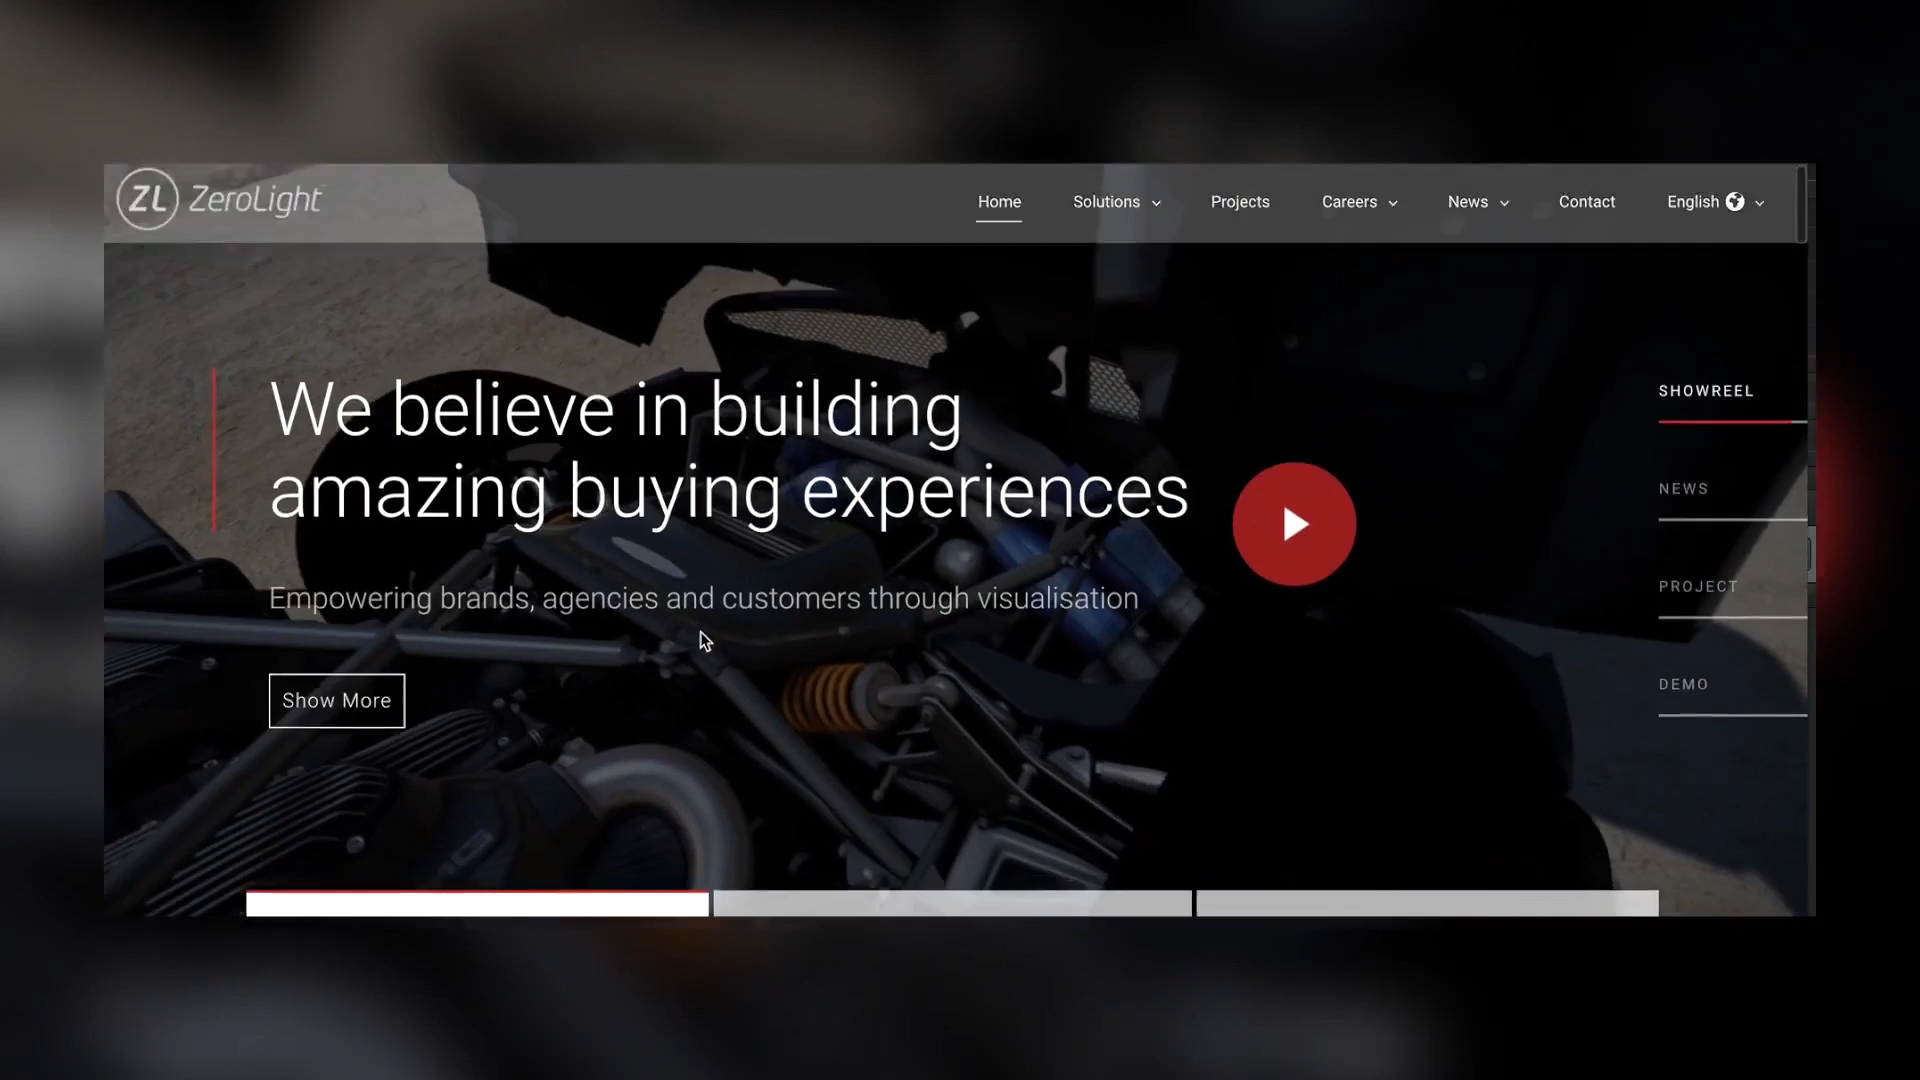 ZL ZeroLight
Home Solutions Projects Careers News Contact English
We believe in building
amazing buying experiences
Empowering brands, agencies and customers through visualisation
Show More
SHOWREEL
NEWS
PROJECT
DEMO